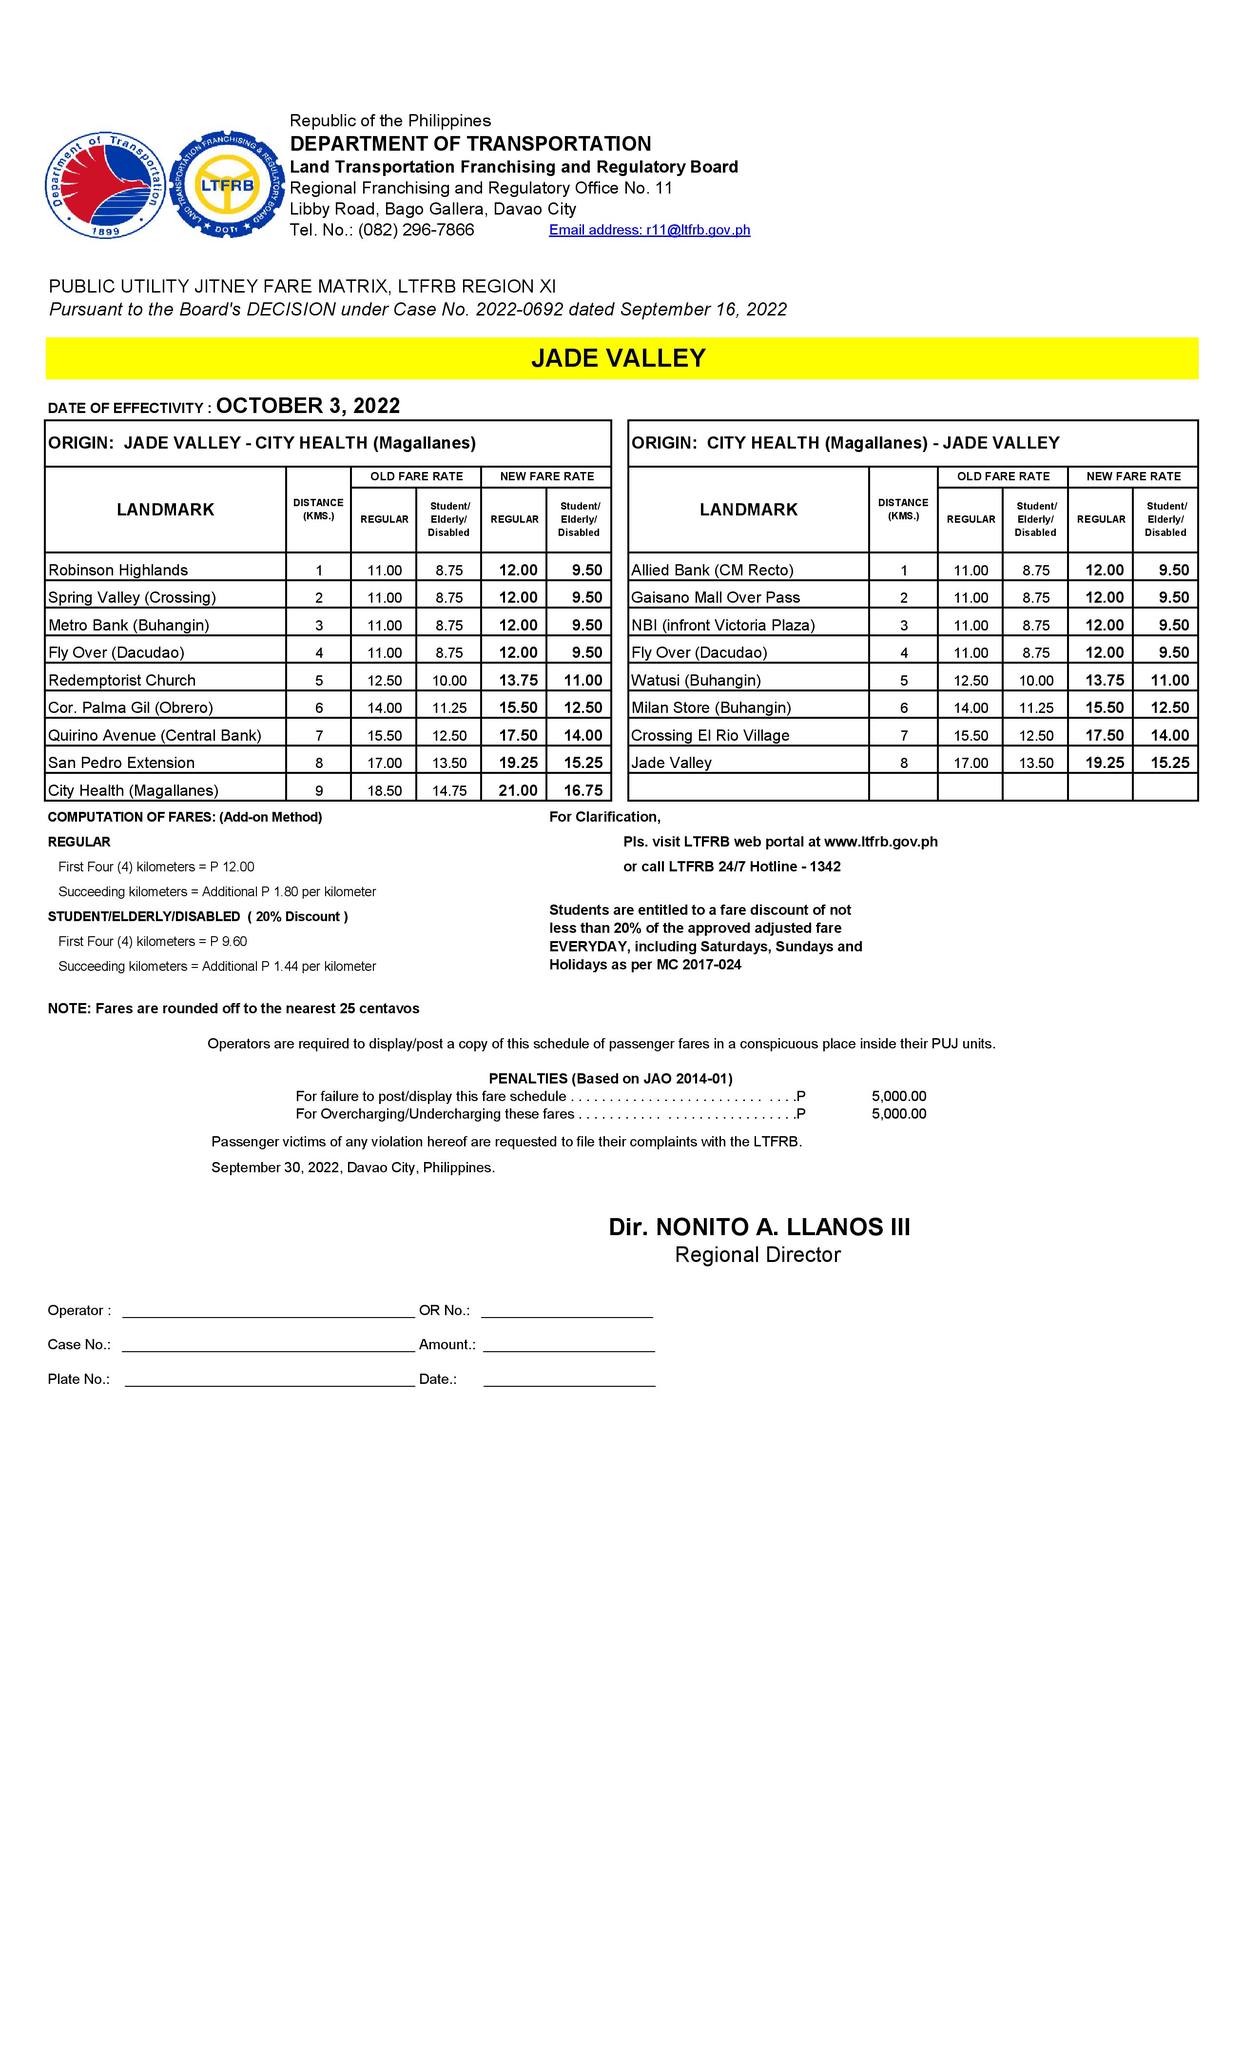 Republic of the Philippines
DEPARTMENT OF TRANSPORTATION
Land Transportation Franchising and Regulatory Board
Regional Franchising and Regulatory Office No. 11
Libby Road, Bago Gallera, Davao City
Tel. No.: (082) 296-7866 Email address: r11@ltfrb.gov.ph
Department of Transportation
1899
LAND TRANSPORTATION FRANCHISING & REGULATORY BOARD
LTFRB
DOTr
PUBLIC UTILITY JITNEY FARE MATRIX, LTFRB REGION XI
Pursuant to the Board's DECISION under Case No. 2022-0692 dated September 16, 2022
JADE VALLEY
DATE OF EFFECTIVITY : OCTOBER 3, 2022
ORIGIN: JADE VALLEY - CITY HEALTH (Magallanes)
LANDMARK DISTANCE (KMS.) OLD FARE RATE NEW FARE RATE
REGULAR Student/ Elderly/ Disabled REGULAR Student/ Elderly/ Disabled
Robinson Highlands 1 11.00 8.75 12.00 9.50
Spring Valley (Crossing) 2 11.00 8.75 12.00 9.50
Metro Bank (Buhangin) 3 11.00 8.75 12.00 9.50
Fly Over (Dacudao) 4 11.00 8.75 12.00 9.50
Redemptorist Church 5 12.50 10.00 13.75 11.00
Cor. Palma Gil (Obrero) 6 14.00 11.25 15.50 12.50
Quirino Avenue (Central Bank) 7 15.50 12.50 17.50 14.00
San Pedro Extension 8 17.00 13.50 19.25 15.25
City Health (Magallanes) 9 18.50 14.75 21.00 16.75
ORIGIN: CITY HEALTH (Magallanes) - JADE VALLEY
LANDMARK DISTANCE (KMS.) OLD FARE RATE NEW FARE RATE
REGULAR Student/ Elderly/ Disabled REGULAR Student/ Elderly/ Disabled
Allied Bank (CM Recto) 1 11.00 8.75 12.00 9.50
Gaisano Mall Over Pass 2 11.00 8.75 12.00 9.50
NBI (infront Victoria Plaza) 3 11.00 8.75 12.00 9.50
Fly Over (Dacudao) 4 11.00 8.75 12.00 9.50
Watusi (Buhangin) 5 12.50 10.00 13.75 11.00
Milan Store (Buhangin) 6 14.00 11.25 15.50 12.50
Crossing El Rio Village 7 15.50 12.50 17.50 14.00
Jade Valley 8 17.00 13.50 19.25 15.25
COMPUTATION OF FARES: (Add-on Method)
REGULAR
First Four (4) kilometers = P 12.00
Succeeding kilometers = Additional P 1.80 per kilometer
STUDENT/ELDERLY/DISABLED ( 20% Discount )
First Four (4) kilometers = P 9.60
Succeeding kilometers = Additional P 1.44 per kilometer
For Clarification,
Pls. visit LTFRB web portal at www.ltfrb.gov.ph
or call LTFRB 24/7 Hotline - 1342
Students are entitled to a fare discount of not
less than 20% of the approved adjusted fare
EVERYDAY, including Saturdays, Sundays and
Holidays as per MC 2017-024
NOTE: Fares are rounded off to the nearest 25 centavos
Operators are required to display/post a copy of this schedule of passenger fares in a conspicuous place inside their PUJ units.
PENALTIES (Based on JAO 2014-01)
For failure to post/display this fare schedule . . . . . . . . . . . . . . . . . . . . . . . . . . . . .P 5,000.00
For Overcharging/Undercharging these fares . . . . . . . . . . . . . . . . . . . . . . . . . . . .P 5,000.00
Passenger victims of any violation hereof are requested to file their complaints with the LTFRB.
September 30, 2022, Davao City, Philippines.
Dir. NONITO A. LLANOS III
Regional Director
Operator : OR No.:
Case No.: Amount.:
Plate No.: Date.: